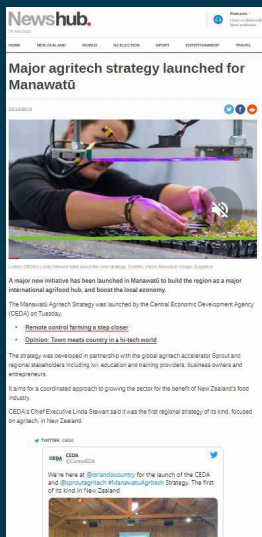 Newshub.
HOME NEW ZEALAND WORLD NZ ELECTION SPORT ENTERTAINMENT TRAVEL
Major agritech strategy launched for
Manawatū
A major new initiative has been launched in Manawatū to build the region as a major
international agrifood hub, and boost the local economy.
The Manawatū Agritech Strategy was launched by the Central Economic Development Agency
(CEDA) on Tuesday.
• Remote control farming a step closer
• Opinion: Town meets country in a hi-tech world
The strategy was developed in partnership with the global agritech accelerator Sprout and
regional stakeholders including iwi, education and training providers, business owners and
entrepreneurs.
It aims for a coordinated approach to growing the sector for the benefit of New Zealand's food
industry.
CEDA's Chief Executive Linda Stewart said it was the first regional strategy of its kind, focused
on agritech, in New Zealand.
TWITTER CEDA
CEDA
CEDA
@CentralEDA
We're here at @orlandocountry for the launch of the CEDA
and @sproutagritech #ManawatuAgritech Strategy. The first
of its kind in New Zealand